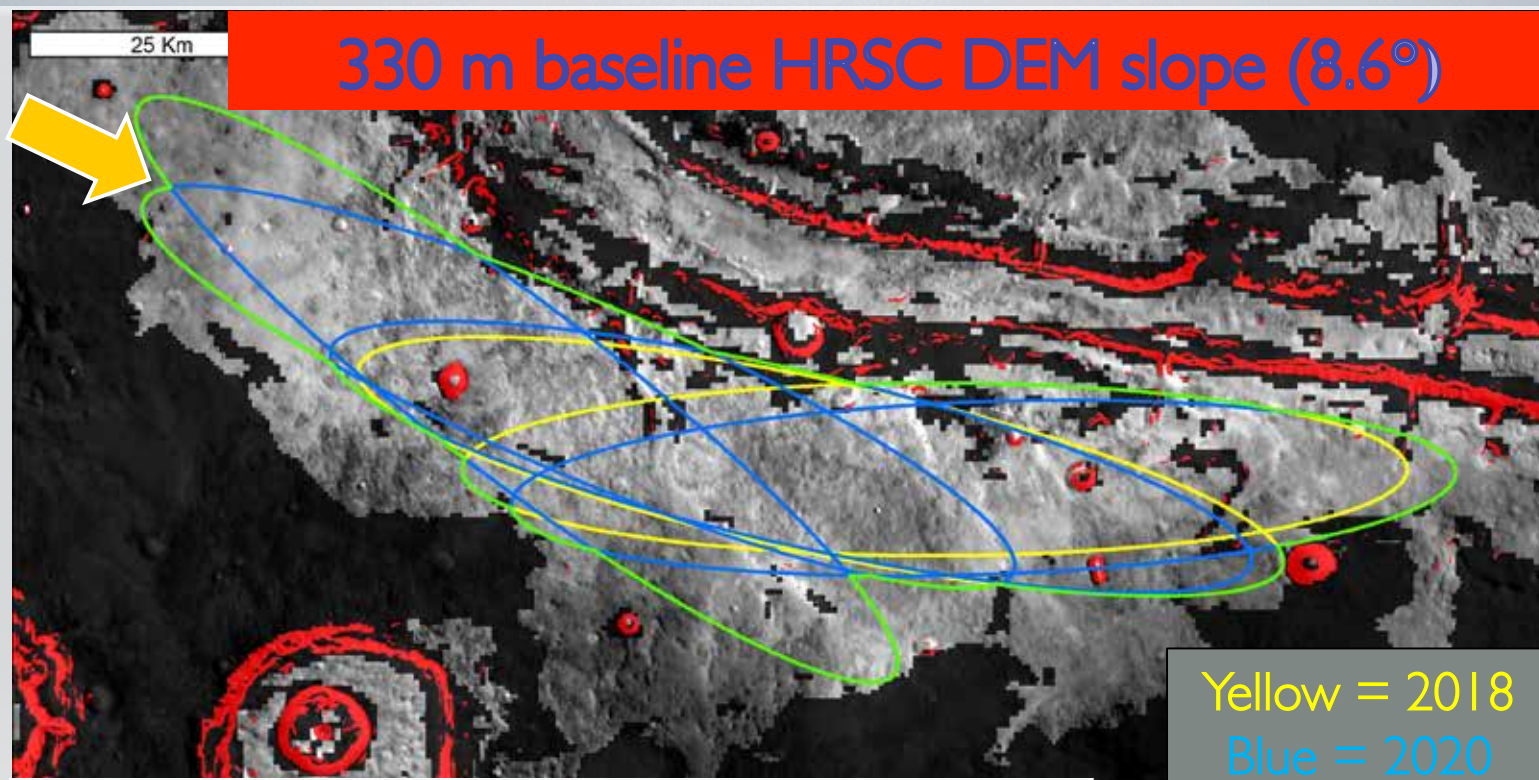 25 Km
330 m baseline HRSC DEM slope (8.6°)
Yellow = 2018
Blue = 2020